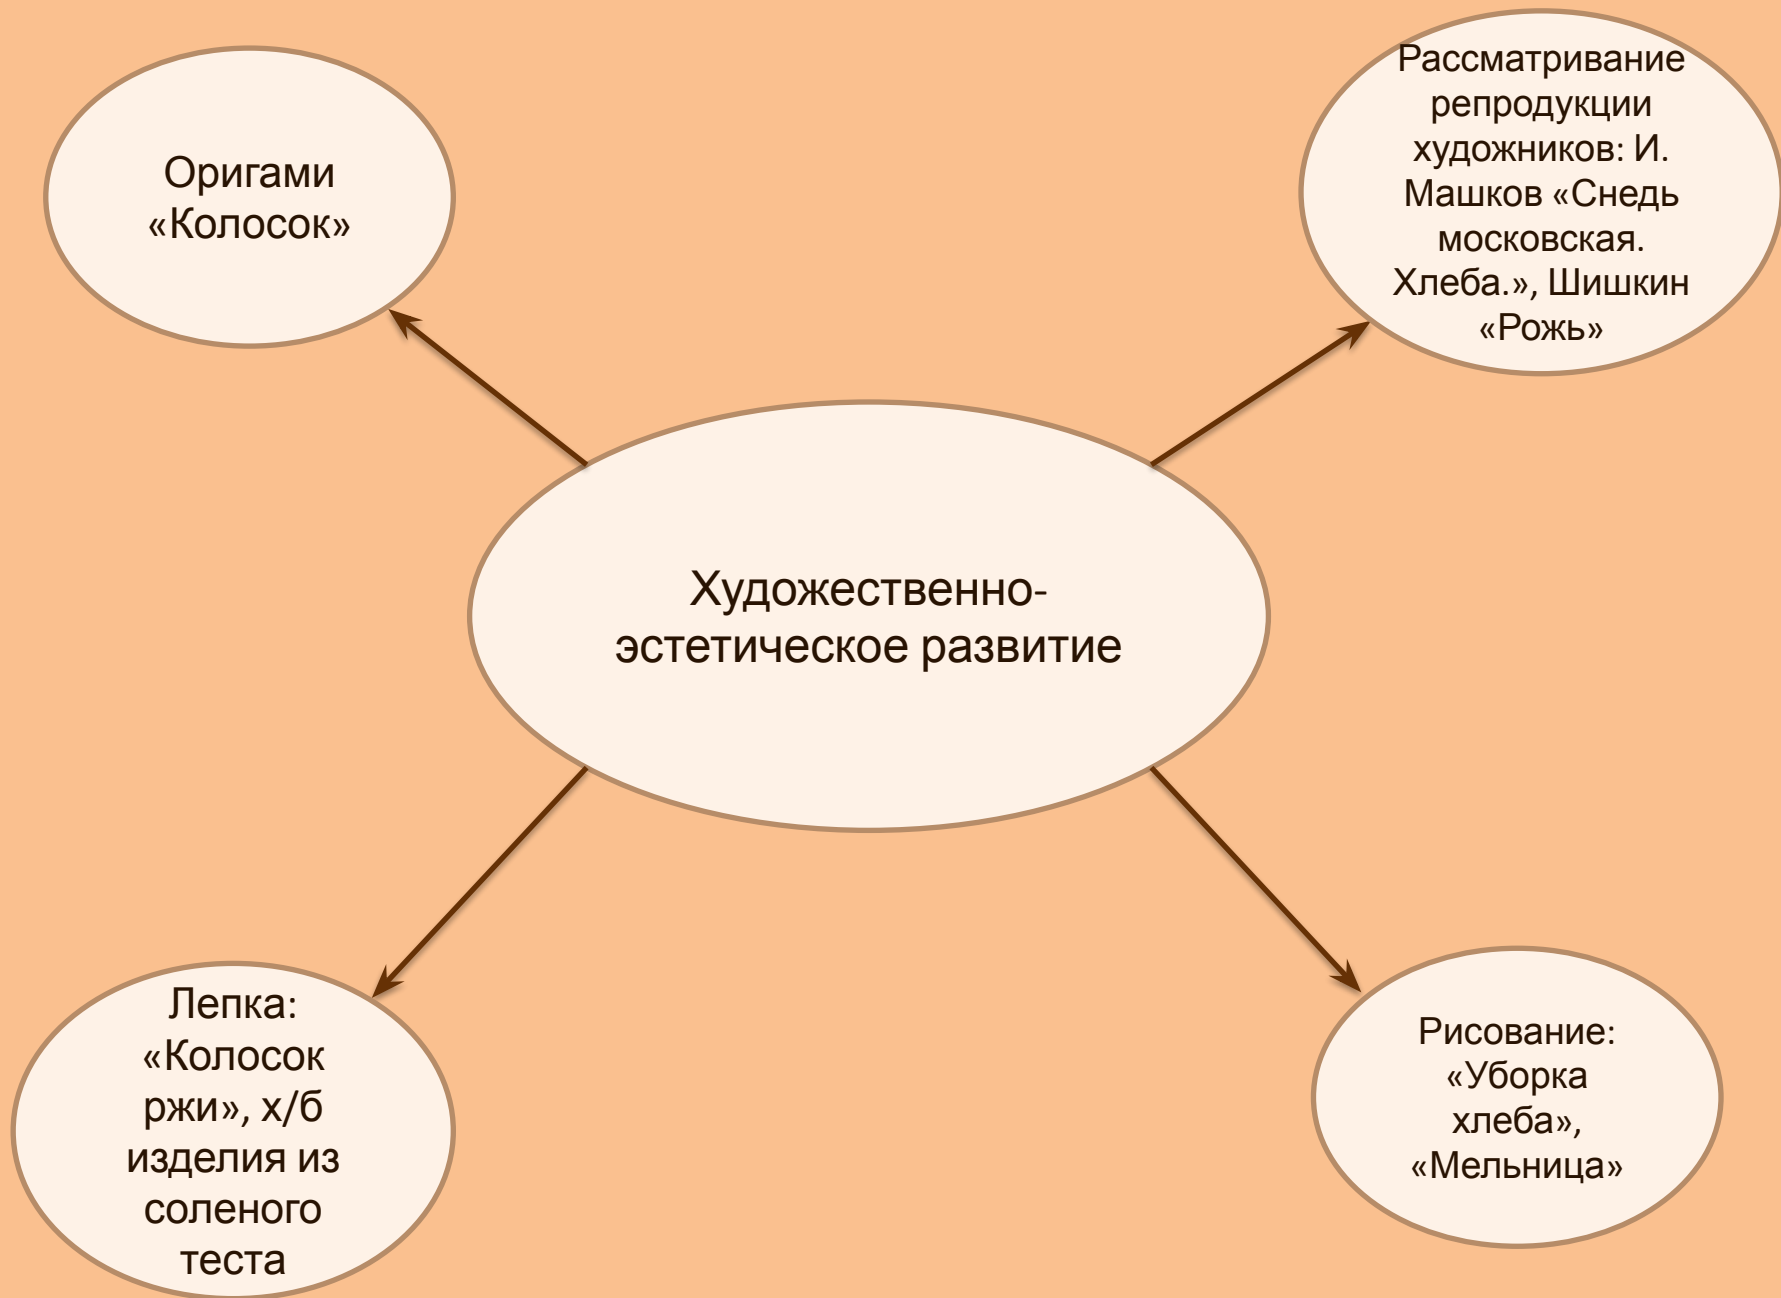 Оригами
«Колосок»
Рассматривание
репродукции
художников: И.
Машков «Снедь
московская.
Хлеба.», Шишкин
«Рожь»
Художественно-
эстетическое развитие
Лепка:
«Колосок
ржи», х/б
изделия из
соленого
теста
Рисование:
«Уборка
хлеба»,
«Мельница»